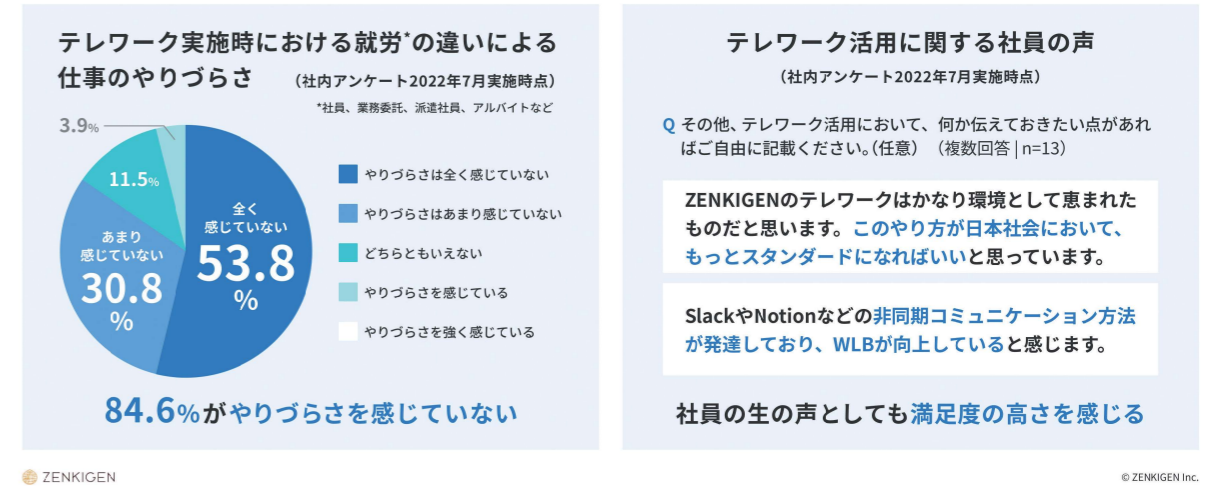 テレワーク実施時における就労*の違いによる
仕事のやりづらさ （社内アンケート2022年7月実施時点）
*社員、業務委託、派遣社員、アルバイトなど
3.9%
11.5%
全く
感じていない
53.8
%
あまり
感じていない
30.8
%
やりづらさは全く感じていない
やりづらさはあまり感じていない
どちらともいえない
やりづらさを感じている
やりづらさを強く感じている
84.6%がやりづらさを感じていない
テレワーク活用に関する社員の声
（社内アンケート2022年7月実施時点）
Q その他、テレワーク活用において、何か伝えておきたい点があれ
ばご自由に記載ください。（任意）（複数回答 | n=13）
ZENKIGENのテレワークはかなり環境として恵まれた
ものだと思います。このやり方が日本社会において、
もっとスタンダードになればいいと思っています。
SlackやNotionなどの非同期コミュニケーション方法
が発達しており、WLBが向上していると感じます。
社員の生の声としても満足度の高さを感じる
ZENKIGEN
© ZENKIGEN Inc.